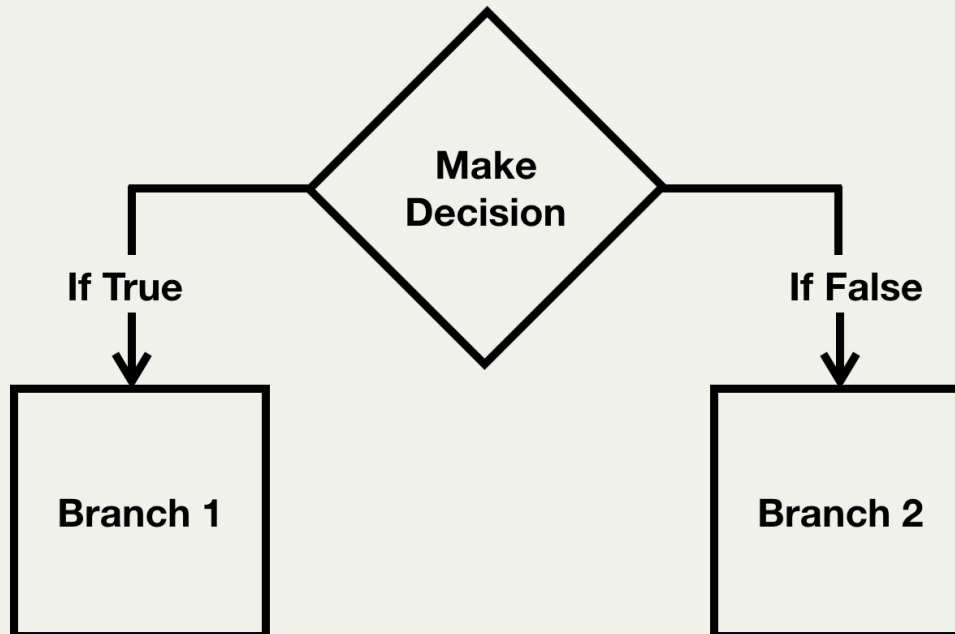 Make
Decision
If True
If False
Branch 1
Branch 2